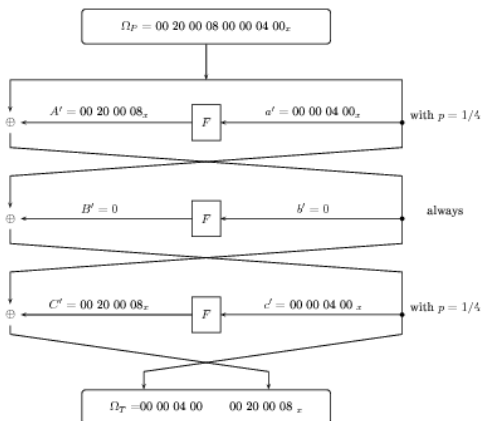 Ω_P = 00 20 00 08 00 00 04 00_x
A′ = 00 20 00 08_x F a′ = 00 00 04 00_x with p = 1/4
⊕
B′ = 0 F b′ = 0 always
⊕
C′ = 00 20 00 08_x F c′ = 00 00 04 00 _x with p = 1/4
⊕
Ω_T =00 00 04 00 00 20 00 08 _x